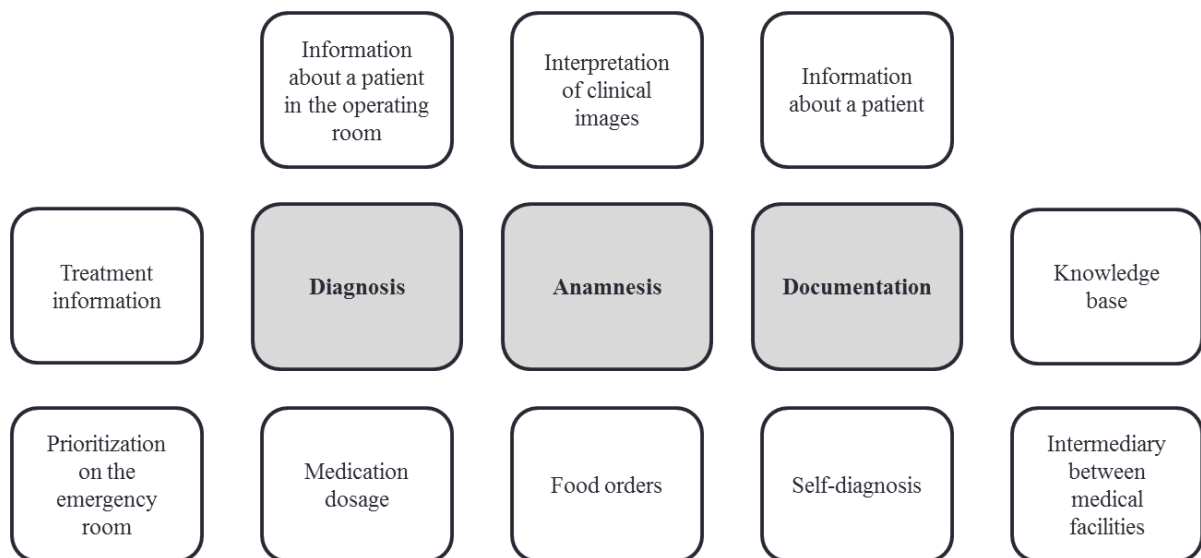 Information
about a patient
in the operating
room
Interpretation
of clinical
images
Information
about a patient
Treatment
information
Diagnosis
Anamnesis
Documentation
Knowledge
base
Prioritization
on the
emergency
room
Medication
dosage
Food orders
Self-diagnosis
Intermediary
between
medical
facilities